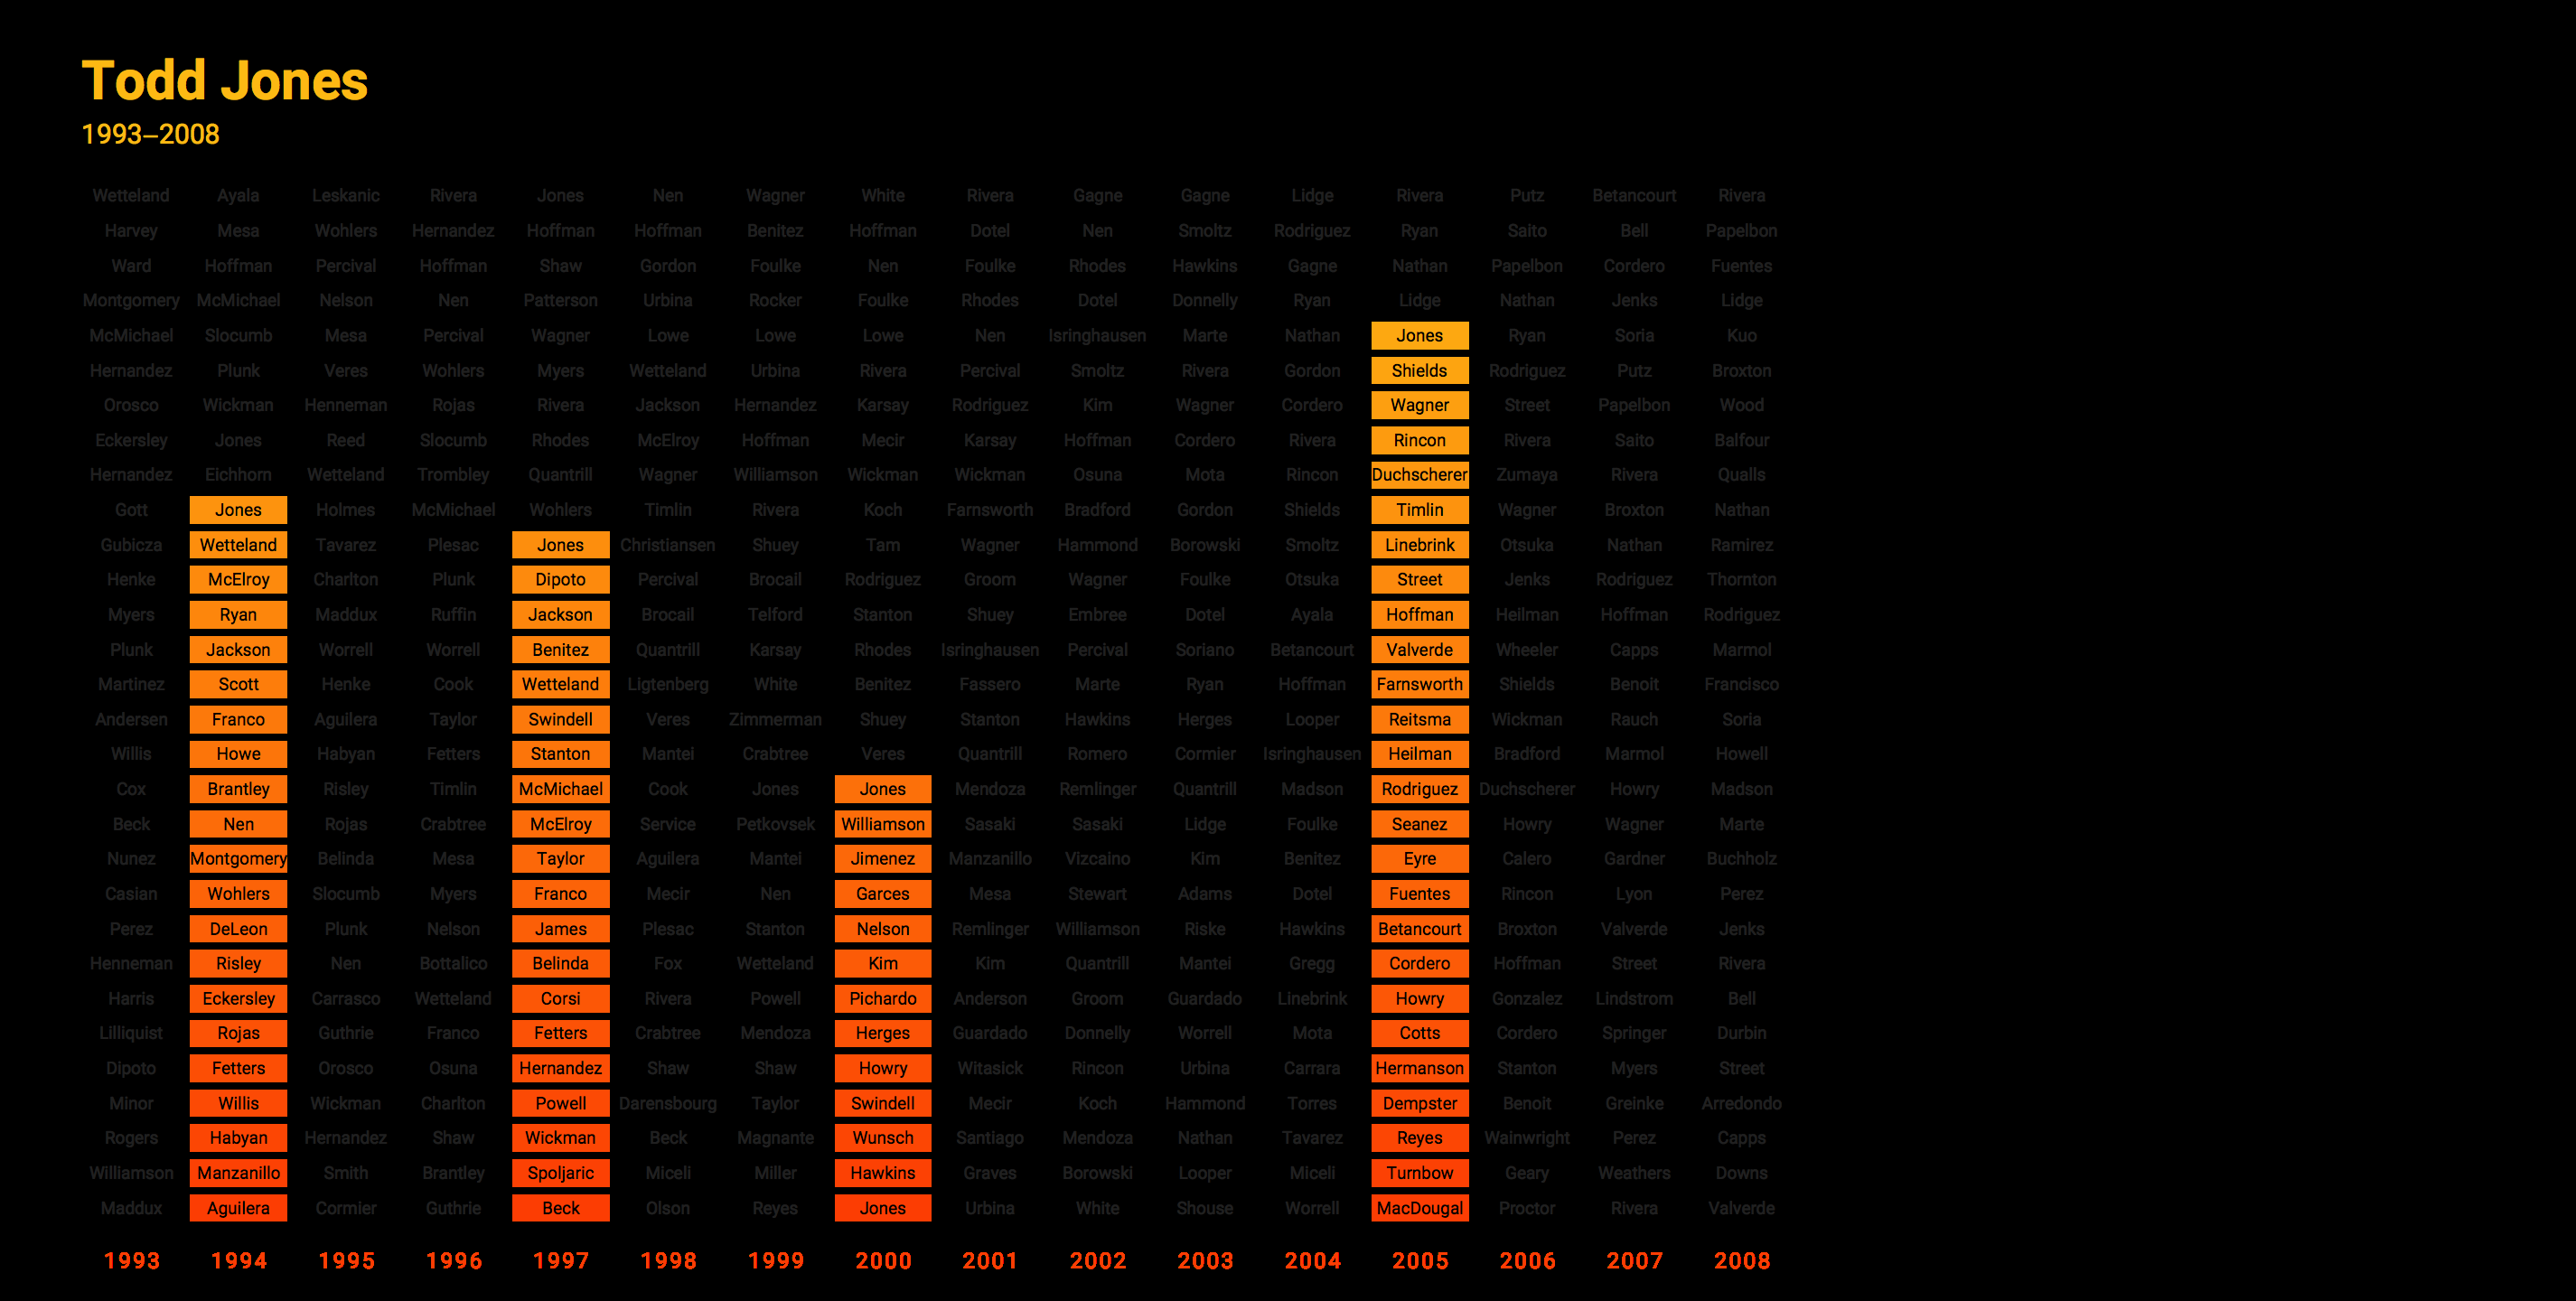 Todd Jones
1993–2008
Wetteland Ayala Leskanic Rivera Jones Nen Wagner White Rivera Gagne Gagne Lidge Rivera Putz Betancourt Rivera
Harvey Mesa Wohlers Hernandez Hoffman Hoffman Benitez Hoffman Dotel Nen Smoltz Rodriguez Ryan Saito Bell Papelbon
Ward Hoffman Percival Hoffman Shaw Gordon Foulke Nen Foulke Rhodes Hawkins Gagne Nathan Papelbon Cordero Fuentes
Montgomery McMichael Nelson Nen Patterson Urbina Rocker Foulke Rhodes Dotel Donnelly Ryan Lidge Nathan Jenks Lidge
McMichael Slocumb Mesa Percival Wagner Lowe Lowe Lowe Nen Isringhausen Marte Nathan Jones Ryan Soria Kuo
Hernandez Plunk Veres Wohlers Myers Wetteland Urbina Rivera Percival Smoltz Rivera Gordon Shields Rodriguez Putz Broxton
Orosco Wickman Henneman Rojas Rivera Jackson Hernandez Karsay Rodriguez Kim Wagner Cordero Wagner Street Papelbon Wood
Eckersley Jones Reed Slocumb Rhodes McElroy Hoffman Mecir Karsay Hoffman Cordero Rivera Rincon Rivera Saito Balfour
Hernandez Eichhorn Wetteland Trombley Quantrill Wagner Williamson Wickman Wickman Osuna Mota Rincon Duchscherer Zumaya Rivera Qualls
Gott Jones Holmes McMichael Wohlers Timlin Rivera Koch Farnsworth Bradford Gordon Shields Timlin Wagner Broxton Nathan
Gubicza Wetteland Tavarez Plesac Jones Christiansen Shuey Tam Wagner Hammond Borowski Smoltz Linebrink Otsuka Nathan Ramirez
Henke McElroy Charlton Plunk Dipoto Percival Brocail Rodriguez Groom Wagner Foulke Otsuka Street Jenks Rodriguez Thornton
Myers Ryan Maddux Ruffin Jackson Brocail Telford Stanton Shuey Embree Dotel Ayala Hoffman Heilman Hoffman Rodriguez
Plunk Jackson Worrell Worrell Benitez Quantrill Karsay Rhodes Isringhausen Percival Soriano Betancourt Valverde Wheeler Capps Marmol
Martinez Scott Henke Cook Wetteland Ligtenberg White Benitez Fassero Marte Ryan Hoffman Farnsworth Shields Benoit Francisco
Andersen Franco Aguilera Taylor Swindell Veres Zimmerman Shuey Stanton Hawkins Herges Looper Reitsma Wickman Rauch Soria
Willis Howe Habyan Fetters Stanton Mantei Crabtree Veres Quantrill Romero Cormier Isringhausen Heilman Bradford Marmol Howell
Cox Brantley Risley Timlin McMichael Cook Jones Jones Mendoza Remlinger Quantrill Madson Rodriguez Duchscherer Howry Madson
Beck Nen Rojas Crabtree McElroy Service Petkovsek Williamson Sasaki Sasaki Lidge Foulke Seanez Howry Wagner Marte
Nunez Montgomery Belinda Mesa Taylor Aguilera Mantei Jimenez Manzanillo Vizcaino Kim Benitez Eyre Calero Gardner Buchholz
Casian Wohlers Slocumb Myers Franco Mecir Nen Garces Mesa Stewart Adams Dotel Fuentes Rincon Lyon Perez
Perez DeLeon Plunk Nelson James Plesac Stanton Nelson Remlinger Williamson Riske Hawkins Betancourt Broxton Valverde Jenks
Henneman Risley Nen Bottalico Belinda Fox Wetteland Kim Kim Quantrill Mantei Gregg Cordero Hoffman Street Rivera
Harris Eckersley Carrasco Wetteland Corsi Rivera Powell Pichardo Anderson Groom Guardado Linebrink Howry Gonzalez Lindstrom Bell
Lilliquist Rojas Guthrie Franco Fetters Crabtree Mendoza Herges Guardado Donnelly Worrell Mota Cotts Cordero Springer Durbin
Dipoto Fetters Orosco Osuna Hernandez Shaw Shaw Howry Witasick Rincon Urbina Carrara Hermanson Stanton Myers Street
Minor Willis Wickman Charlton Powell Darensbourg Taylor Swindell Mecir Koch Hammond Torres Dempster Benoit Greinke Arredondo
Rogers Habyan Hernandez Shaw Wickman Beck Magnante Wunsch Santiago Mendoza Nathan Tavarez Reyes Wainwright Perez Capps
Williamson Manzanillo Smith Brantley Spoljaric Miceli Miller Hawkins Graves Borowski Looper Miceli Turnbow Geary Weathers Downs
Maddux Aguilera Cormier Guthrie Beck Olson Reyes Jones Urbina White Shouse Worrell MacDougal Proctor Rivera Valverde
1993 1994 1995 1996 1997 1998 1999 2000 2001 2002 2003 2004 2005 2006 2007 2008